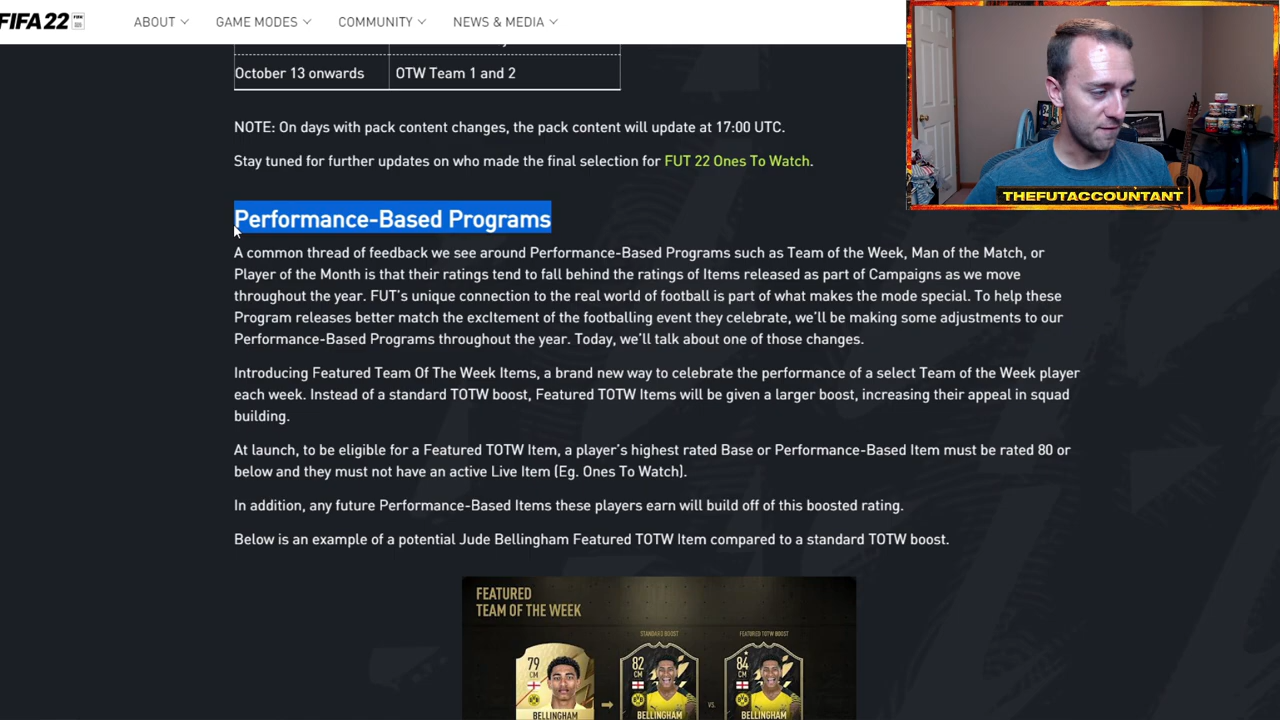 FIFA 22
ABOUT
GAME MODES
COMMUNITY
NEWS & MEDIA
October 13 onwards
OTW Team 1 and 2
NOTE: On days with pack content changes, the pack content will update at 17:00 UTC.
Stay tuned for further updates on who made the final selection for FUT 22 Ones To Watch.
THEFUTACCOUNTANT
Performance-Based Programs
A common thread of feedback we see around Performance-Based Programs such as Team of the Week, Man of the Match, or
Player of the Month is that their ratings tend to fall behind the ratings of Items released as part of Campaigns as we move
throughout the year. FUT's unique connection to the real world of football is part of what makes the mode special. To help these
Program releases better match the excItement of the footballing event they celebrate, we'll be making some adjustments to our
Performance-Based Programs throughout the year. Today, we'll talk about one of those changes.
Introducing Featured Team Of The Week Items, a brand new way to celebrate the performance of a select Team of the Week player
each week. Instead of a standard TOTW boost, Featured TOTW Items will be given a larger boost, increasing their appeal in squad
building.
At launch, to be eligible for a Featured TOTW Item, a player's highest rated Base or Performance-Based Item must be rated 80 or
below and they must not have an active Live Item (Eg. Ones To Watch).
In addition, any future Performance-Based Items these players earn will build off of this boosted rating.
Below is an example of a potential Jude Bellingham Featured TOTW Item compared to a standard TOTW boost.
FEATURED
TEAM OF THE WEEK
STANDARD BOOST
FEATURED TOTW BOOST
79
CM
BELLINGHAM
82
CM
BELLINGHAM
VS.
84
CM
BELLINGHAM